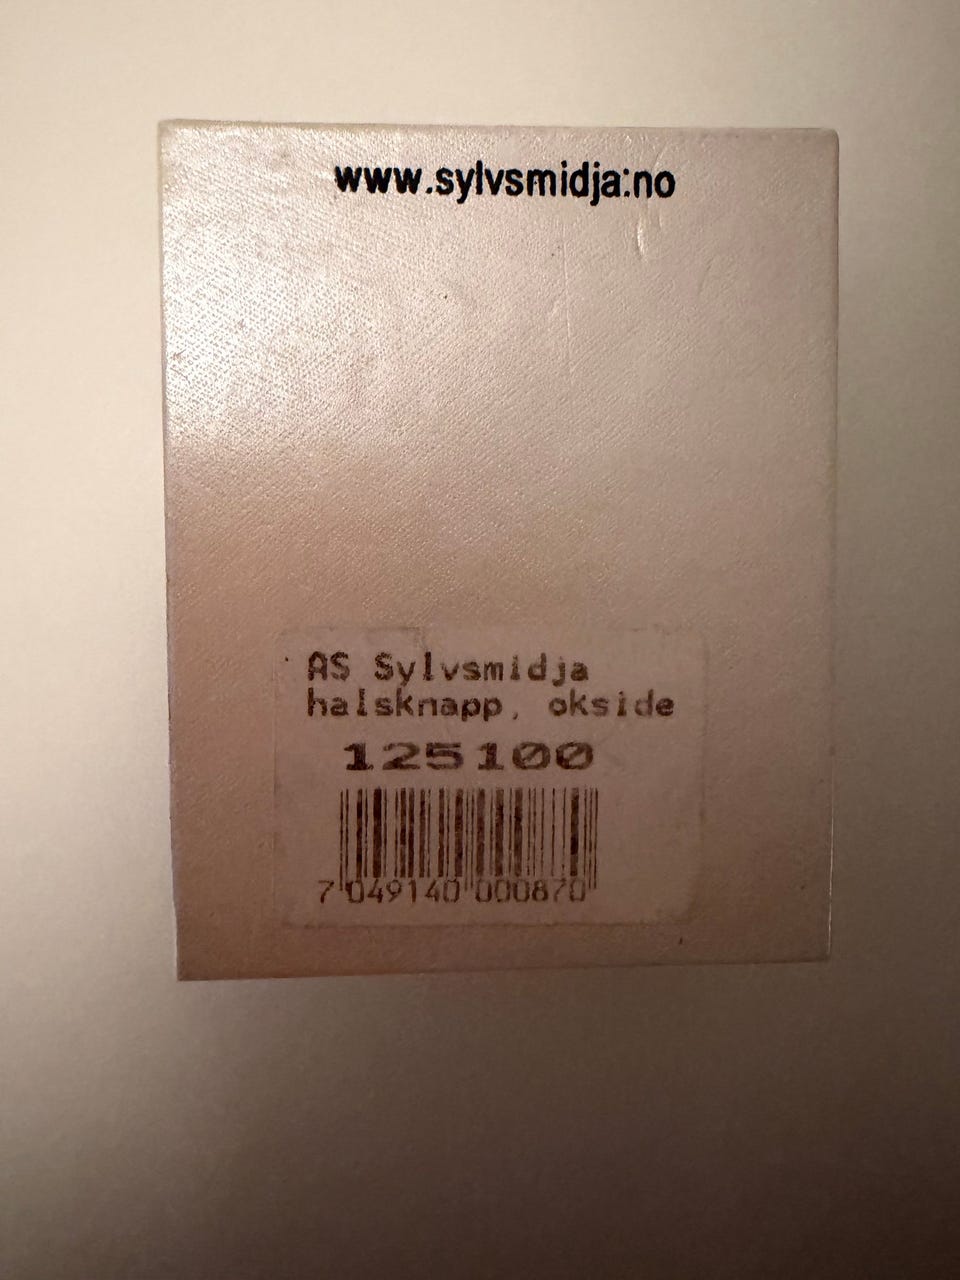 www.sylvsmidja.no
AS Sylvsmidja
halsknapp, okside
125100
7 049140 000870